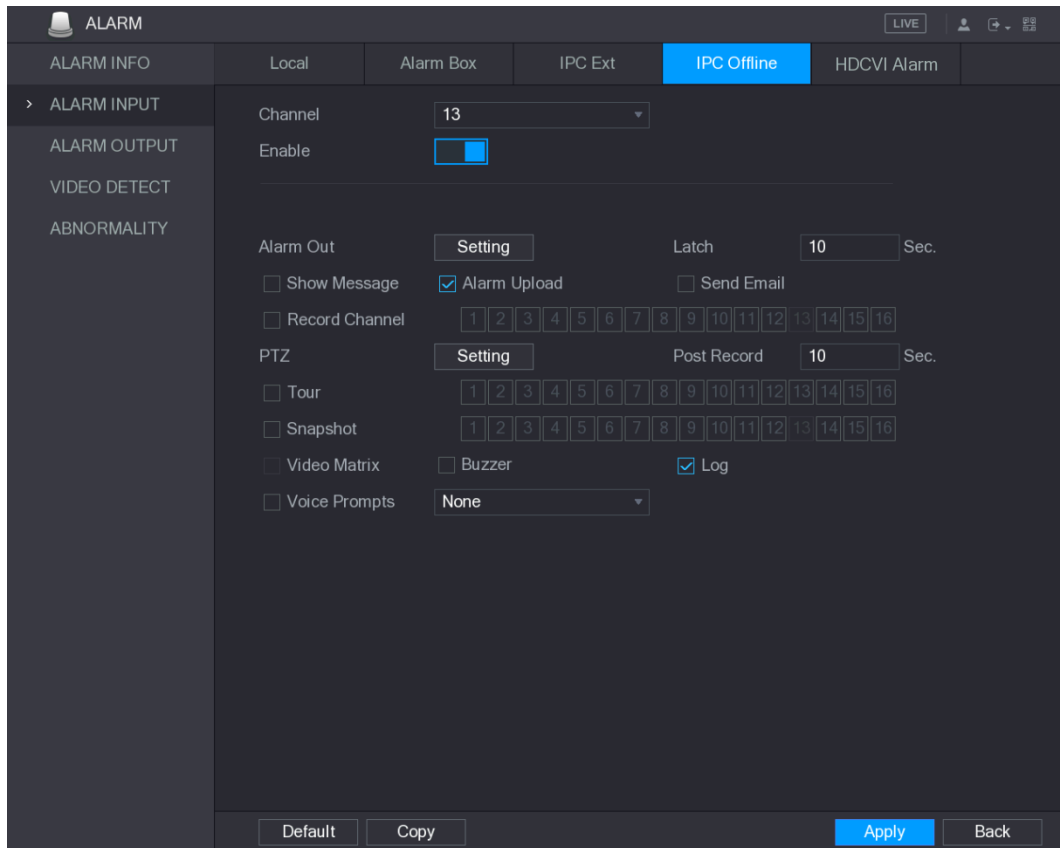 ALARM LIVE
ALARM INFO
ALARM INPUT
ALARM OUTPUT
VIDEO DETECT
ABNORMALITY
Local Alarm Box IPC Ext IPC Offline HDCVI Alarm
Channel 13
Enable
Alarm Out Setting Latch 10 Sec.
Show Message Alarm Upload Send Email
Record Channel 1 2 3 4 5 6 7 8 9 10 11 12 13 14 15 16
PTZ Setting Post Record 10 Sec.
Tour 1 2 3 4 5 6 7 8 9 10 11 12 13 14 15 16
Snapshot 1 2 3 4 5 6 7 8 9 10 11 12 13 14 15 16
Video Matrix Buzzer Log
Voice Prompts None
Default Copy Apply Back